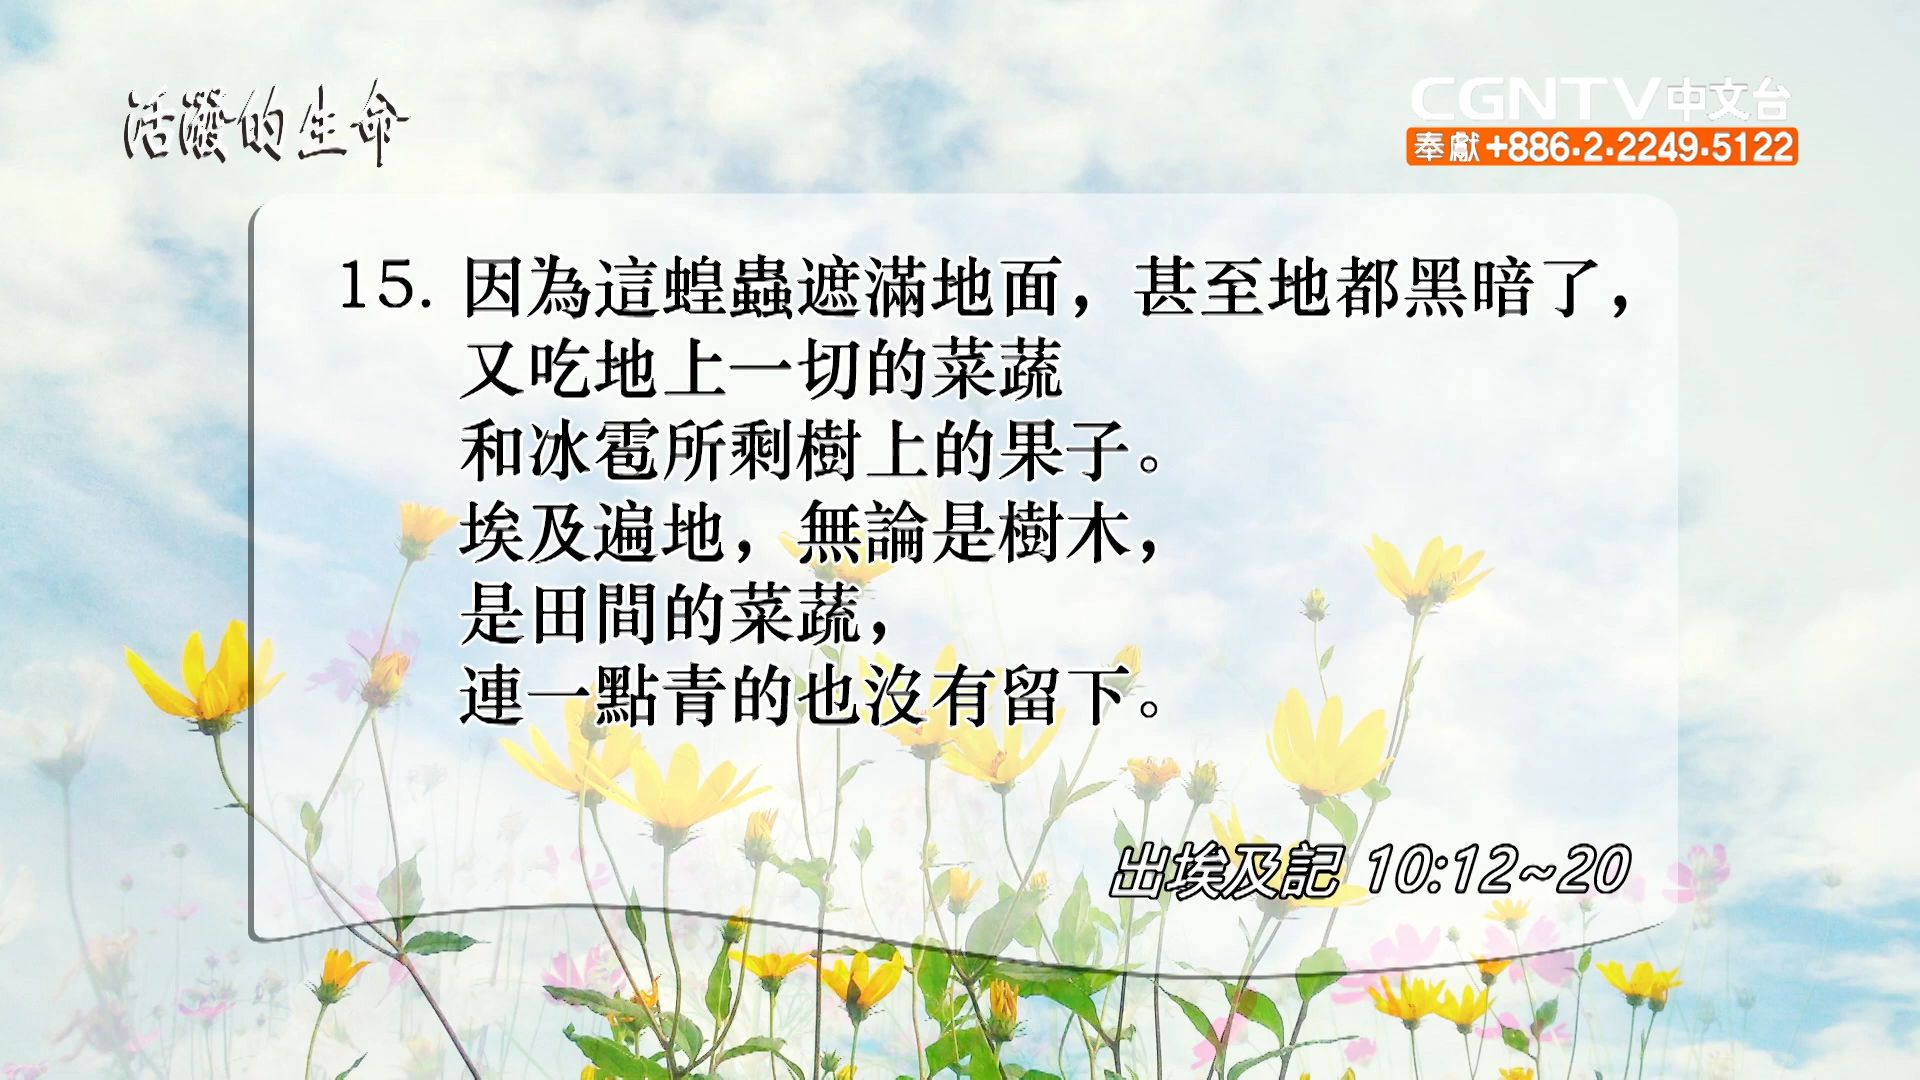 活潑的生命
CGNTV中文台
奉獻+886·2·2249·5122
15. 因為這蝗蟲遮滿地面，甚至地都黑暗了，
又吃地上一切的菜蔬
和冰雹所剩樹上的果子。
埃及遍地，無論是樹木，
是田間的菜蔬，
連一點青的也沒有留下。
出埃及記 10:12~20